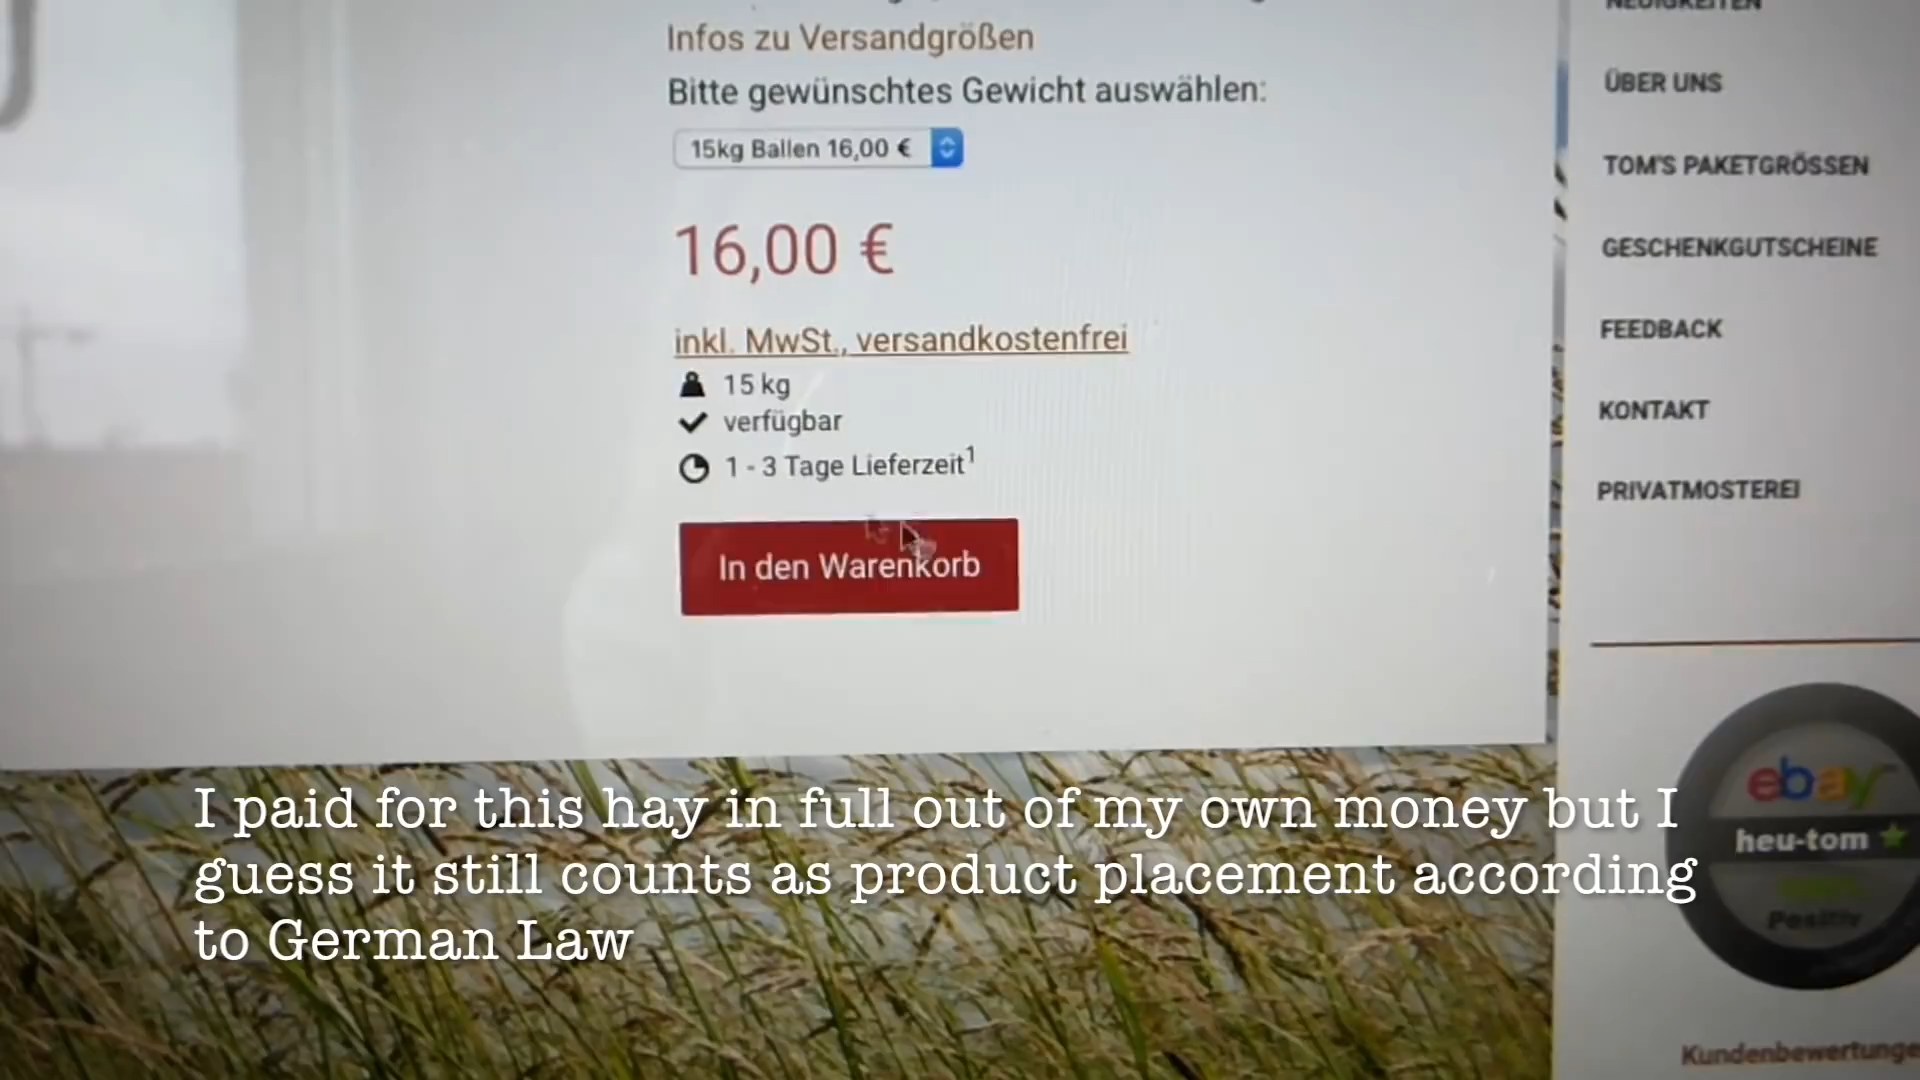 Infos zu Versandgrößen
Bitte gewünschtes Gewicht auswählen:
15kg Ballen 16,00 €
16,00 €
inkl. MwSt., versandkostenfrei
15 kg
verfügbar
1 - 3 Tage Lieferzeit¹
In den Warenkorb
NEUIGKEITEN
ÜBER UNS
TOM'S PAKETGRÖSSEN
GESCHENKGUTSCHEINE
FEEDBACK
KONTAKT
PRIVATMOSTEREI
ebay
heu-tom
Positiv
I paid for this hay in full out of my own money but I
guess it still counts as product placement according
to German Law